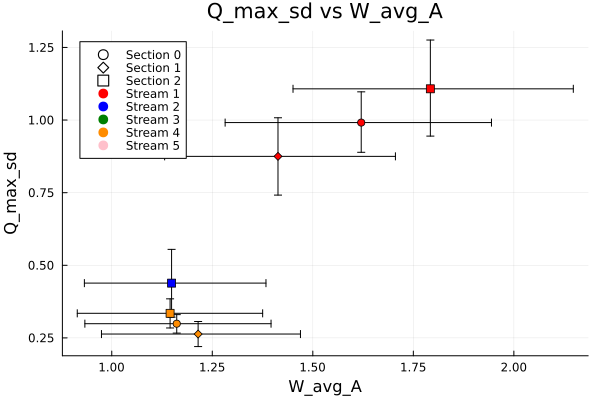 Q_max_sd vs W_avg_A
1.25
1.00
0.75
0.50
0.25
Q_max_sd
Section 0
Section 1
Section 2
Stream 1
Stream 2
Stream 3
Stream 4
Stream 5
1.00 1.25 1.50 1.75 2.00
W_avg_A